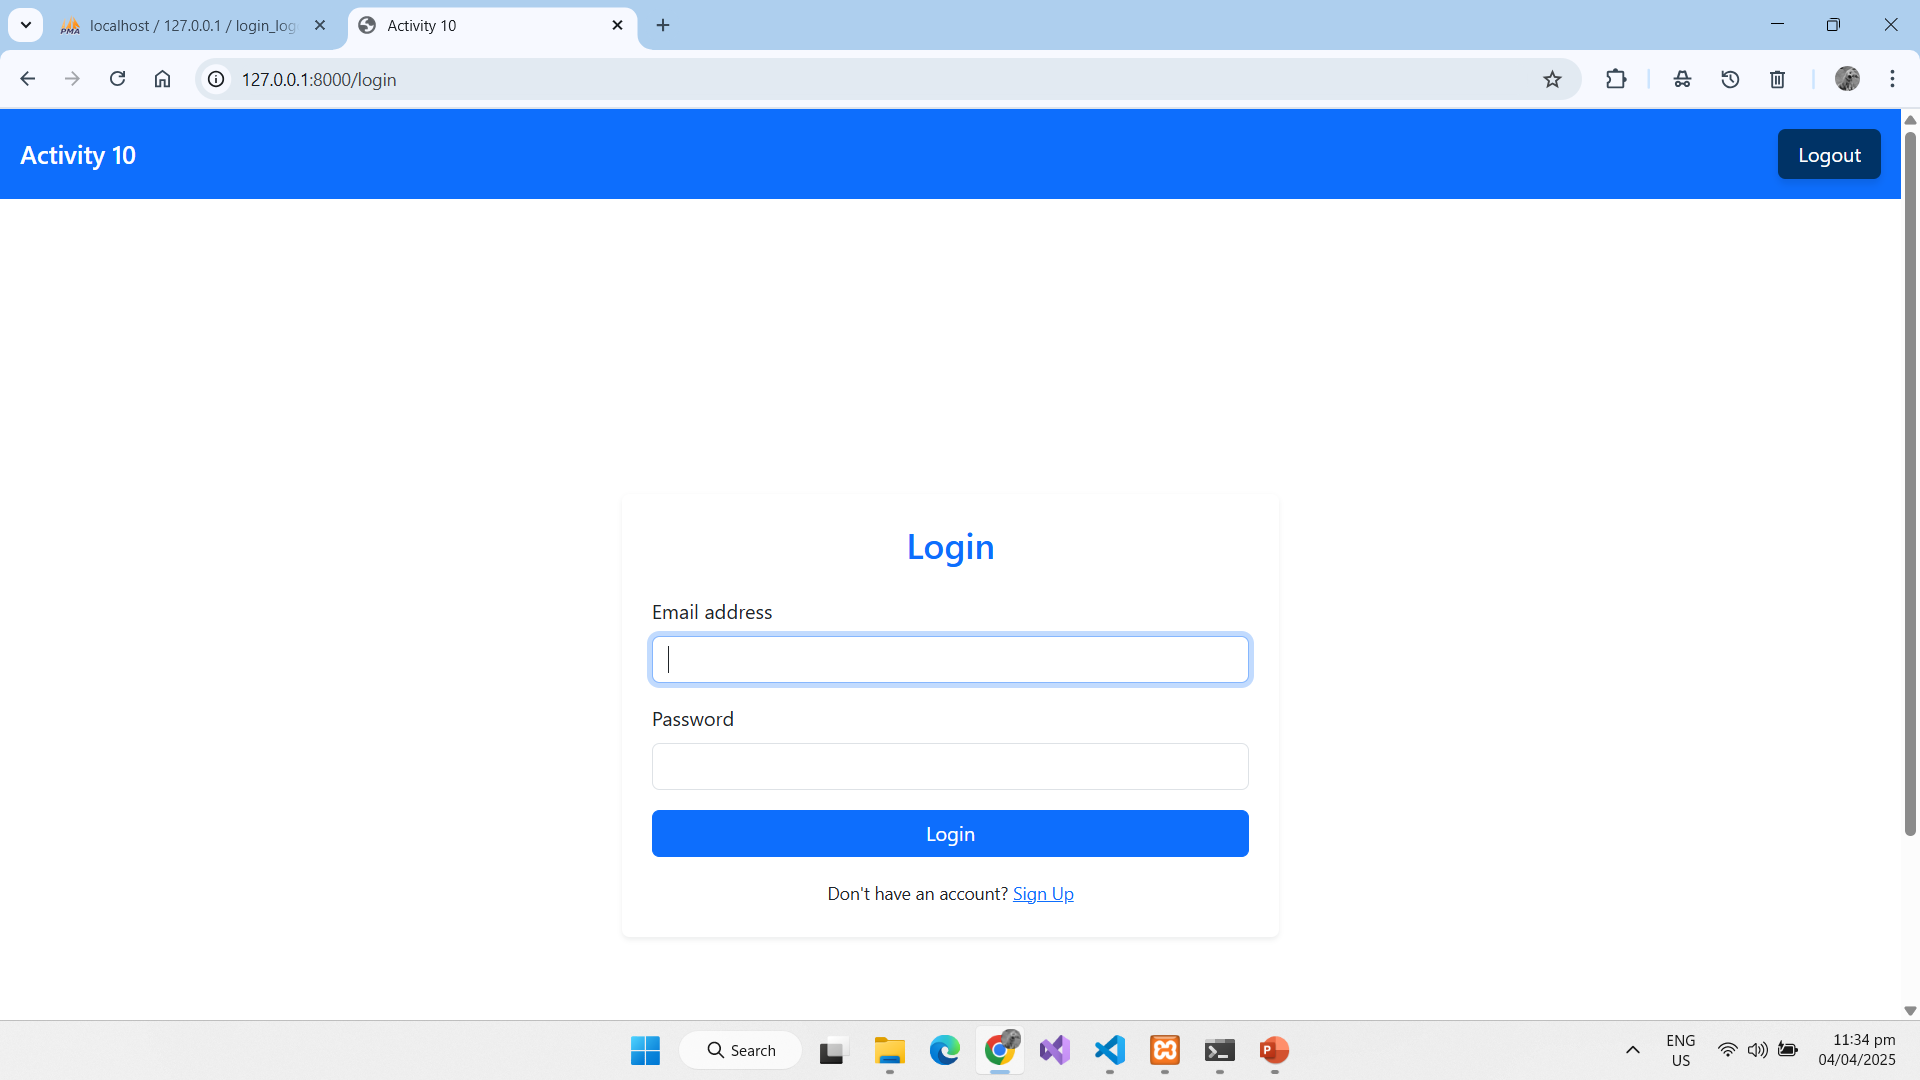 localhost / 127.0.0.1 / login_log
Activity 10
127.0.0.1:8000/login
Activity 10
Logout
Login
Email address
Password
Login
Don't have an account? Sign Up
Search
ENG
US
11:34 pm
04/04/2025